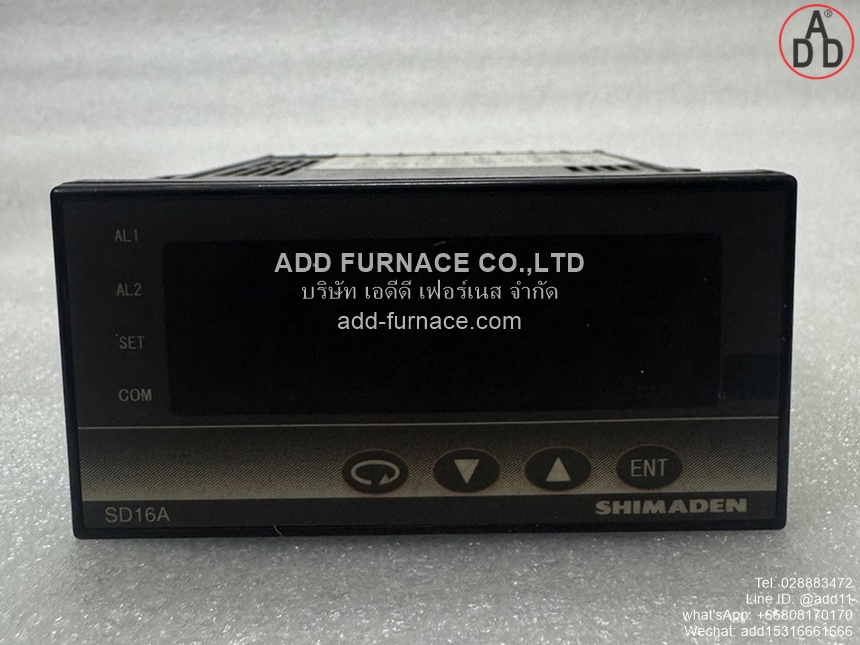 ADD®
AL1
AL2
SET
COM
ADD FURNACE CO.,LTD
บริษัท เอดีดี เฟอร์เนส จำกัด
add-furnace.com
ENT
SD16A
SHIMADEN
Tel: 028883472
Line ID: @add11
what'sApp: +66808170170
Wechat: add15316661666